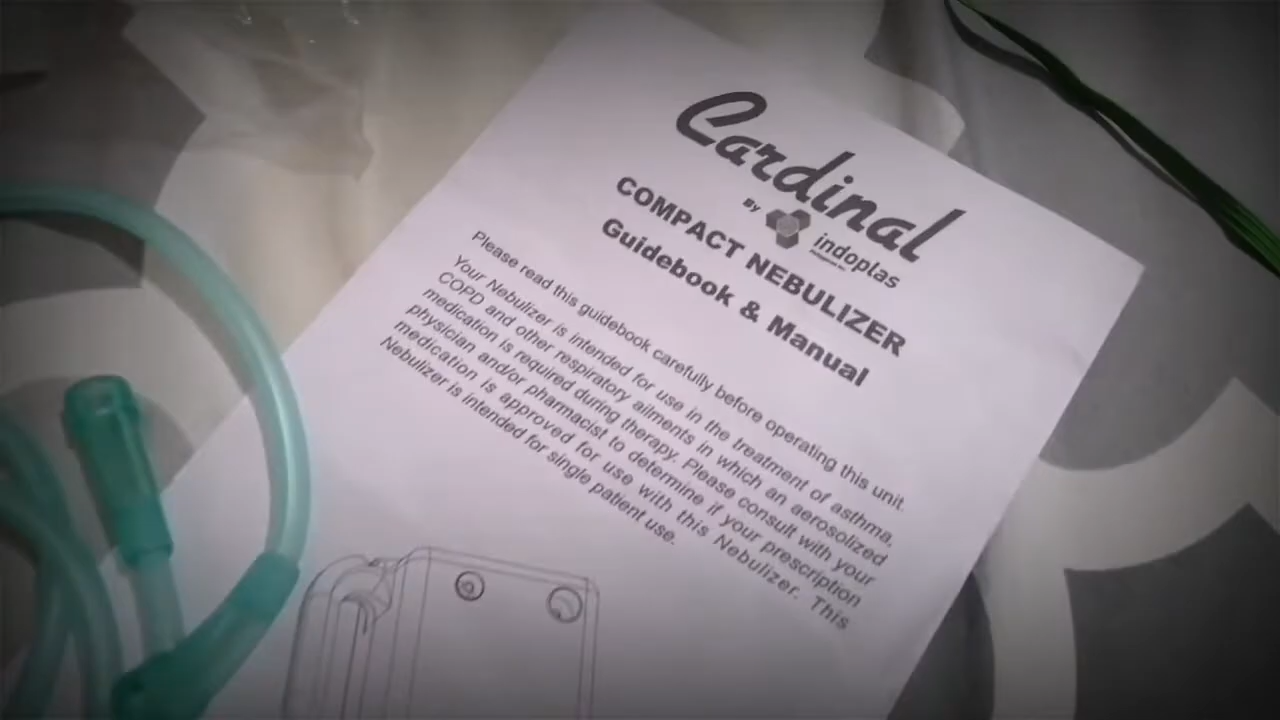 Cardinal
By indoplas
COMPACT NEBULIZER
Guidebook & Manual
Please read this guidebook carefully before operating this unit.
Your Nebulizer is intended for use in the treatment of asthma,
COPD and other respiratory ailments in which an aerosolized
medication is required during therapy. Please consult with your
physician and/or pharmacist to determine if your prescription
medication is approved for use with this Nebulizer. This
Nebulizer is intended for single patient use.